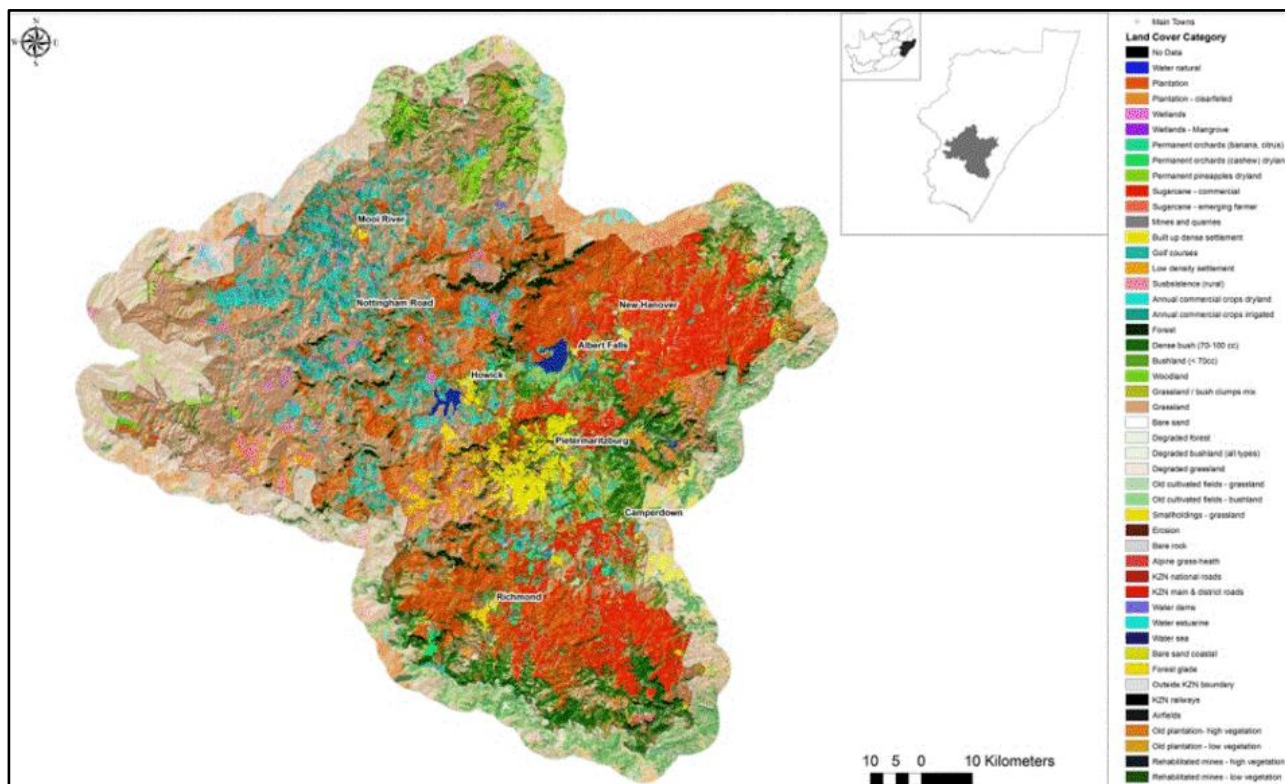 N
W
S
Mooi River
Nottingham Road
New Hanover
Albert Falls
Howick
Pietermaritzburg
Camperdown
Richmond
10 5 0 10 Kilometers
Main Towns
Land Cover Category
No Data
Water natural
Plantation
Plantation - clearfelled
Wetlands
Wetlands - Mangrove
Permanent orchards (banana, citrus)
Permanent orchards (cashew) dryland
Permanent pineapples dryland
Sugarcane - commercial
Sugarcane - emerging farmer
Mines and quarries
Built up dense settlement
Golf courses
Low density settlement
Susbsistence (rural)
Annual commercial crops dryland
Annual commercial crops irrigated
Forest
Dense bush (70-100 cc)
Bushland (< 70cc)
Woodland
Grassland / bush clumps mix
Grassland
Bare sand
Degraded forest
Degraded bushland (all types)
Degraded grassland
Old cultivated fields - grassland
Old cultivated fields - bushland
Smallholdings - grassland
Erosion
Bare rock
Alpine grass-heath
KZN national roads
KZN main & district roads
Water dams
Water estuarine
Water sea
Bare sand coastal
Forest glade
Outside KZN boundary
KZN railways
Airfields
Old plantation- high vegetation
Old plantation - low vegetation
Rehabilitated mines - high vegetation
Rehabilitated mines - low vegetation